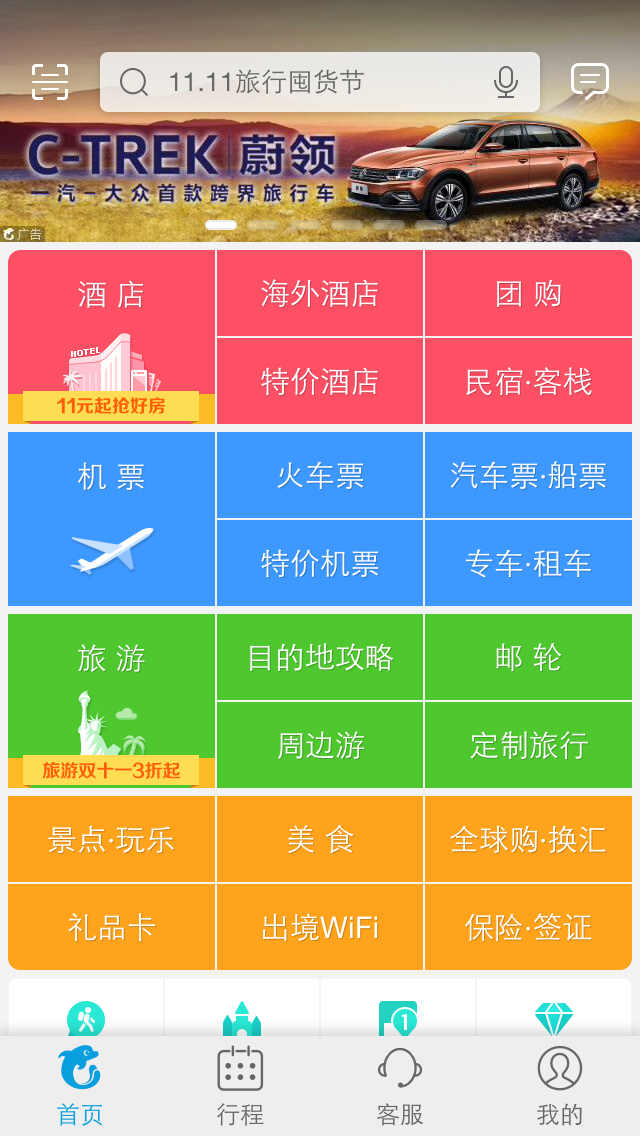 11.11旅行囤货节
C-TREK 蔚领
一汽-大众首款跨界旅行车
广告
酒 店
HOTEL
11元起抢好房
海外酒店
团 购
特价酒店
民宿·客栈
机 票
火车票
汽车票·船票
特价机票
专车·租车
旅 游
旅游双十一3折起
目的地攻略
邮 轮
周边游
定制旅行
景点·玩乐
美 食
全球购·换汇
礼品卡
出境WiFi
保险·签证
1
首页
行程
客服
我的